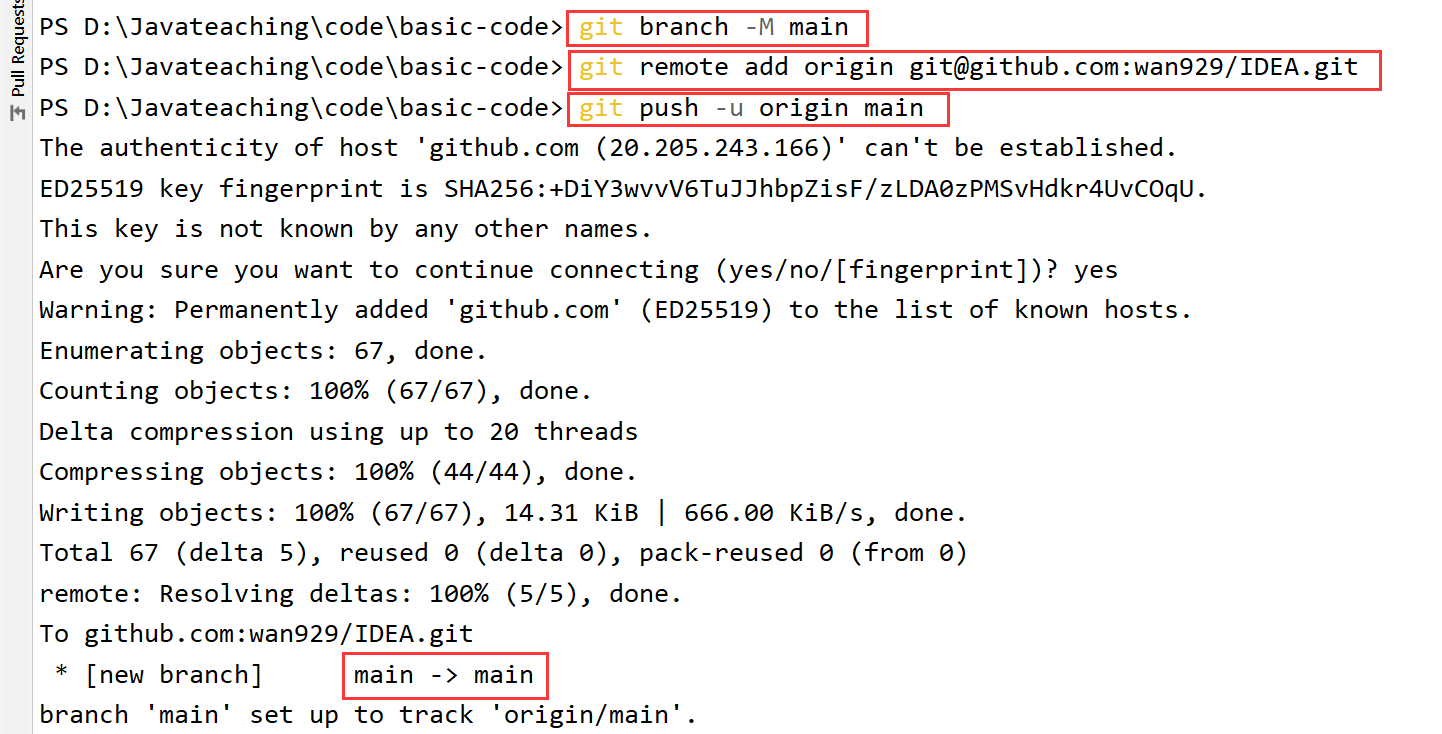 Pull Requests
PS D:\Javateaching\code\basic-code> git branch -M main
PS D:\Javateaching\code\basic-code> git remote add origin git@github.com:wan929/IDEA.git
PS D:\Javateaching\code\basic-code> git push -u origin main
The authenticity of host 'github.com (20.205.243.166)' can't be established.
ED25519 key fingerprint is SHA256:+DiY3wvvV6TuJJhbpZisF/zLDA0zPMSvHdkr4UvCOqU.
This key is not known by any other names.
Are you sure you want to continue connecting (yes/no/[fingerprint])? yes
Warning: Permanently added 'github.com' (ED25519) to the list of known hosts.
Enumerating objects: 67, done.
Counting objects: 100% (67/67), done.
Delta compression using up to 20 threads
Compressing objects: 100% (44/44), done.
Writing objects: 100% (67/67), 14.31 KiB | 666.00 KiB/s, done.
Total 67 (delta 5), reused 0 (delta 0), pack-reused 0 (from 0)
remote: Resolving deltas: 100% (5/5), done.
To github.com:wan929/IDEA.git
 * [new branch]      main -> main
branch 'main' set up to track 'origin/main'.